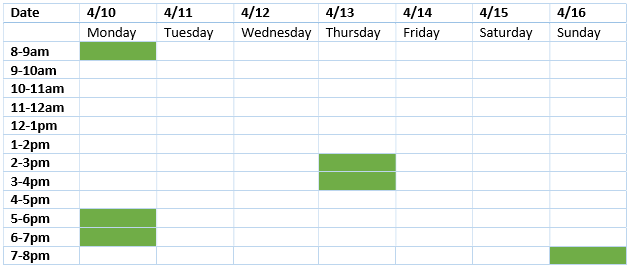 Date 4/10 4/11 4/12 4/13 4/14 4/15 4/16
Monday Tuesday Wednesday Thursday Friday Saturday Sunday
8-9am
9-10am
10-11am
11-12am
12-1pm
1-2pm
2-3pm
3-4pm
4-5pm
5-6pm
6-7pm
7-8pm